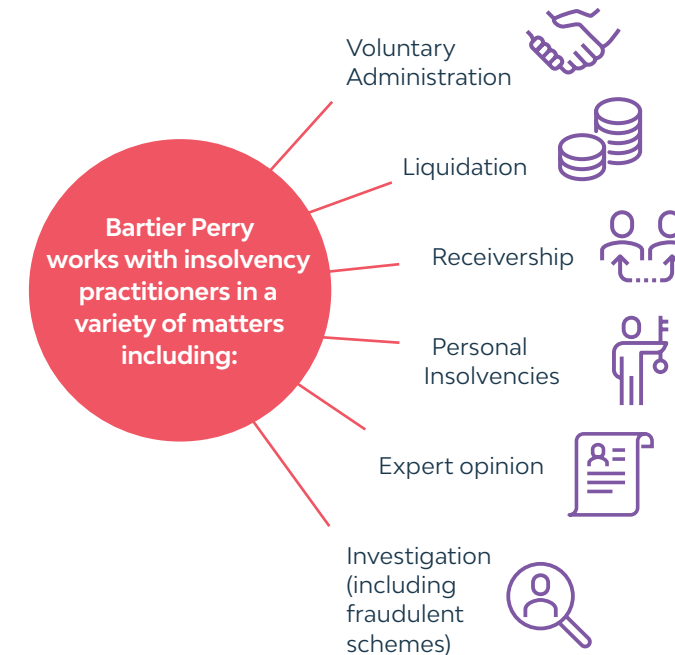 Bartier Perry
works with insolvency
practitioners in a
variety of matters
including:
Voluntary
Administration
Liquidation
Receivership
Personal
Insolvencies
Expert opinion
Investigation
(including
fraudulent
schemes)